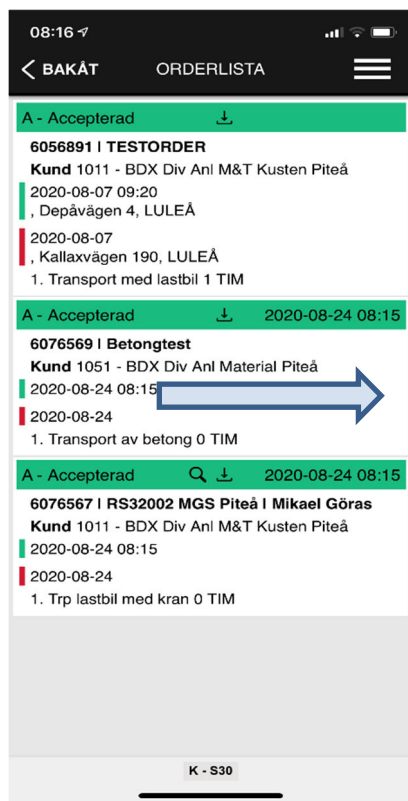 08:16
BAKÅT ORDERLISTA
A - Accepterad
6056891 I TESTORDER
Kund 1011 - BDX Div Anl M&T Kusten Piteå
2020-08-07 09:20
, Depåvägen 4, LULEÅ
2020-08-07
, Kallaxvägen 190, LULEÅ
1. Transport med lastbil 1 TIM
A - Accepterad 2020-08-24 08:15
6076569 I Betongtest
Kund 1051 - BDX Div Anl Material Piteå
2020-08-24 08:15
2020-08-24
1. Transport av betong 0 TIM
A - Accepterad 2020-08-24 08:15
6076567 I RS32002 MGS Piteå I Mikael Göras
Kund 1011 - BDX Div Anl M&T Kusten Piteå
2020-08-24 08:15
2020-08-24
1. Trp lastbil med kran 0 TIM
K - S30